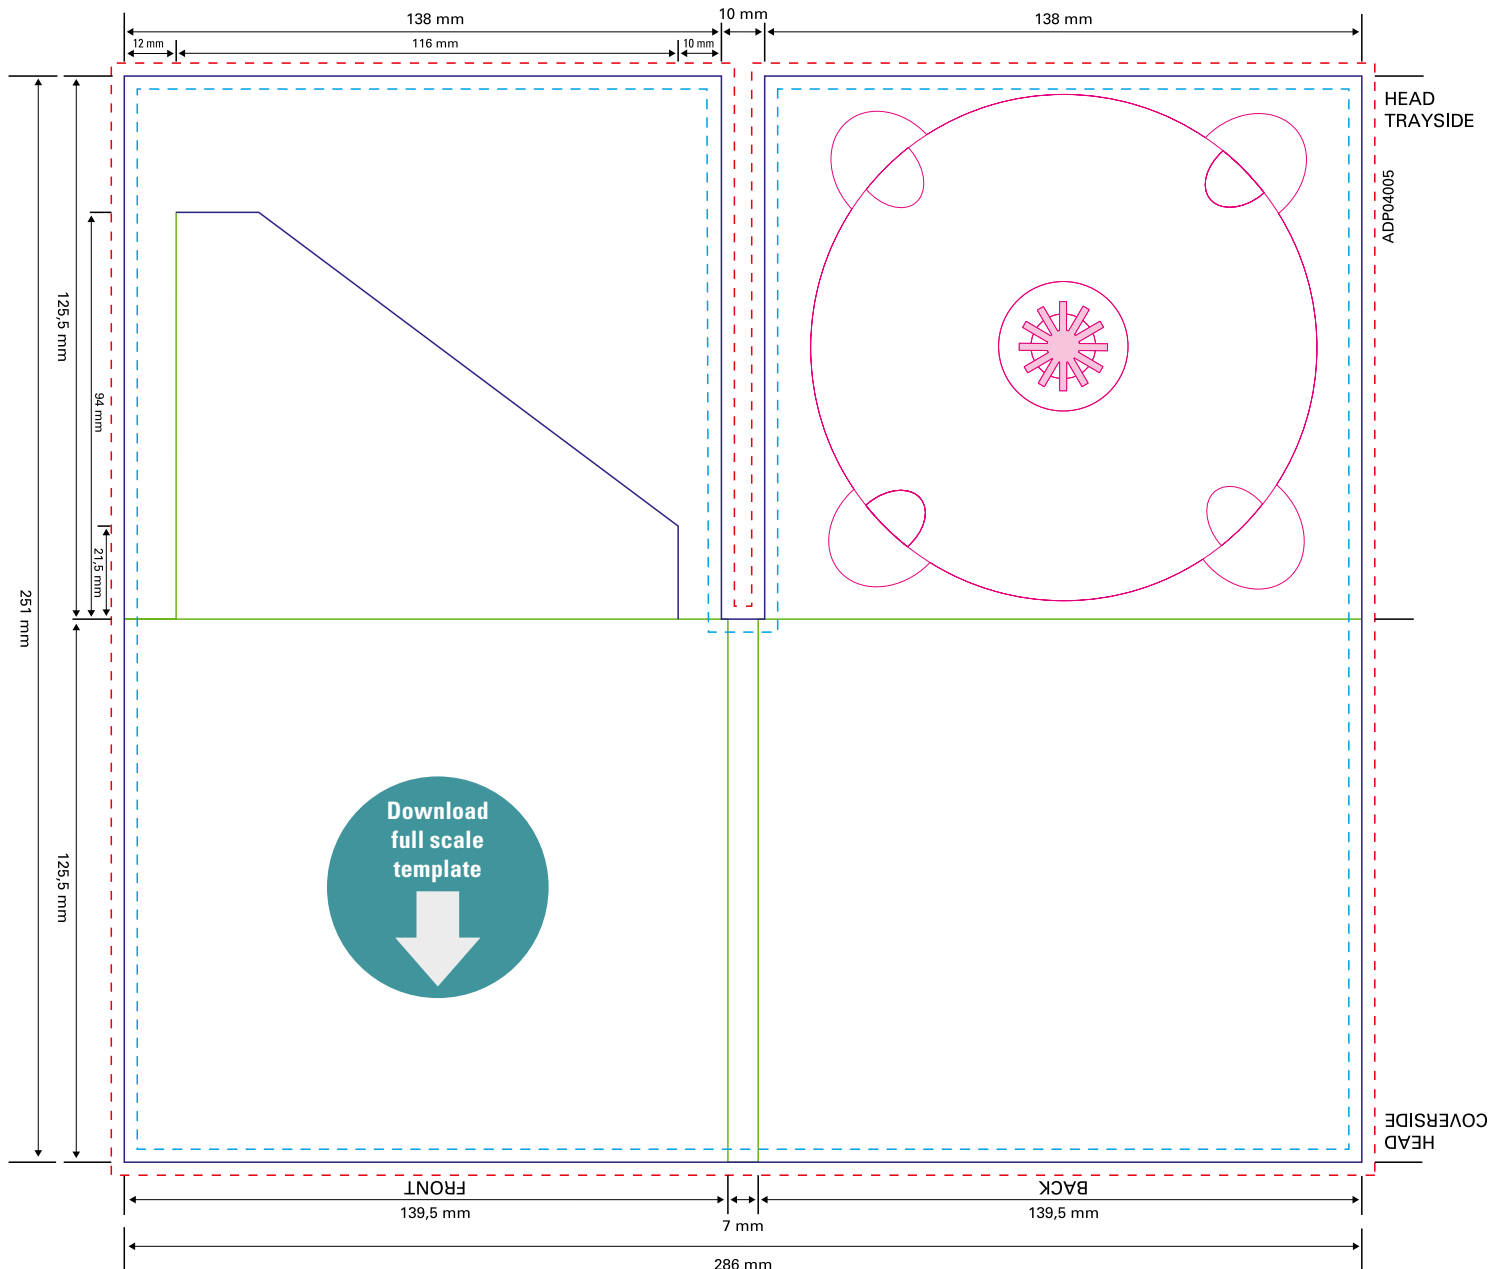 138 mm
10 mm
138 mm
12 mm
116 mm
10 mm
HEAD
TRAYSIDE
ADP04005
125,5 mm
94 mm
21,5 mm
251 mm
125,5 mm
Download
full scale
template
COVERSIDE
HEAD
FRONT
BACK
139,5 mm
7 mm
139,5 mm
286 mm